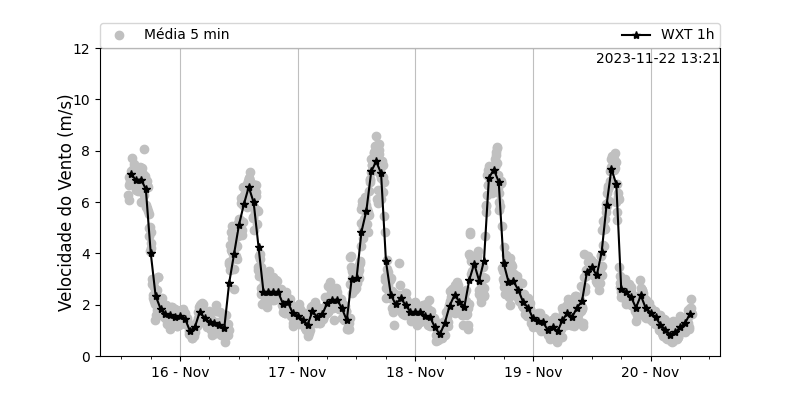 Média 5 min
WXT 1h
2023-11-22 13:21
Velocidade do Vento (m/s)
12
10
8
6
4
2
0
16 - Nov
17 - Nov
18 - Nov
19 - Nov
20 - Nov